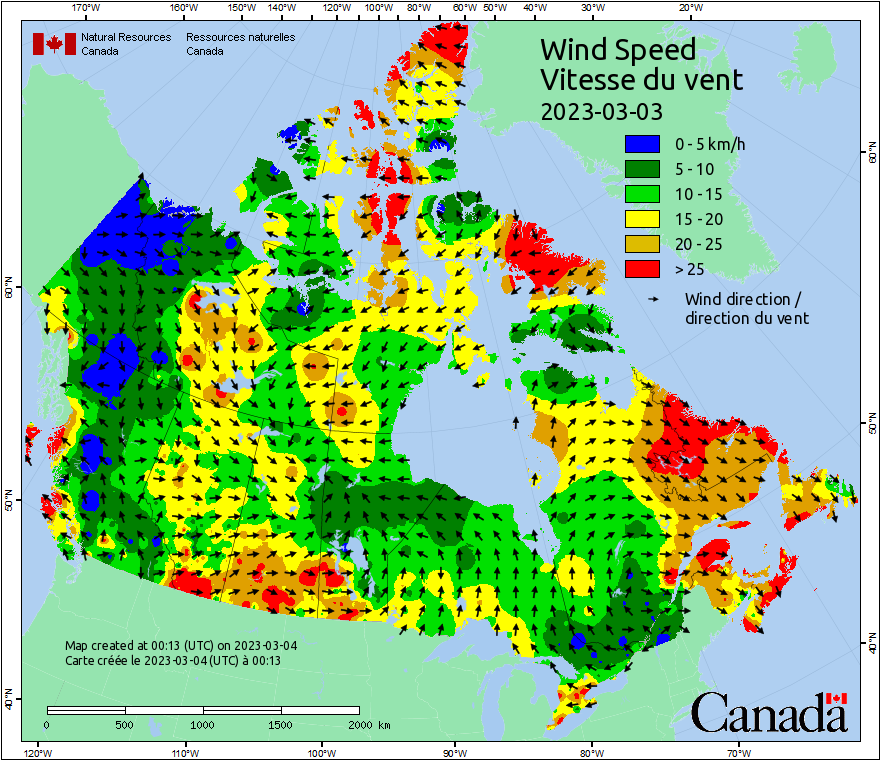 170°W 160°W 150°W 140°W 130°W 120°W 110°W 100°W 90°W 80°W 70°W 60°W 50°W 40°W 30°W 20°W
Natural Resources Canada
Ressources naturelles Canada
Wind Speed
Vitesse du vent
2023-03-03
0 - 5 km/h
5 - 10
10 - 15
15 - 20
20 - 25
> 25
Wind direction /
direction du vent
60°N
50°N
40°N
60°N
50°N
40°N
Map created at 00:13 (UTC) on 2023-03-04
Carte créée le 2023-03-04 (UTC) à 00:13
0 500 1000 1500 2000 km
Canada
120°W 110°W 100°W 90°W 80°W 70°W